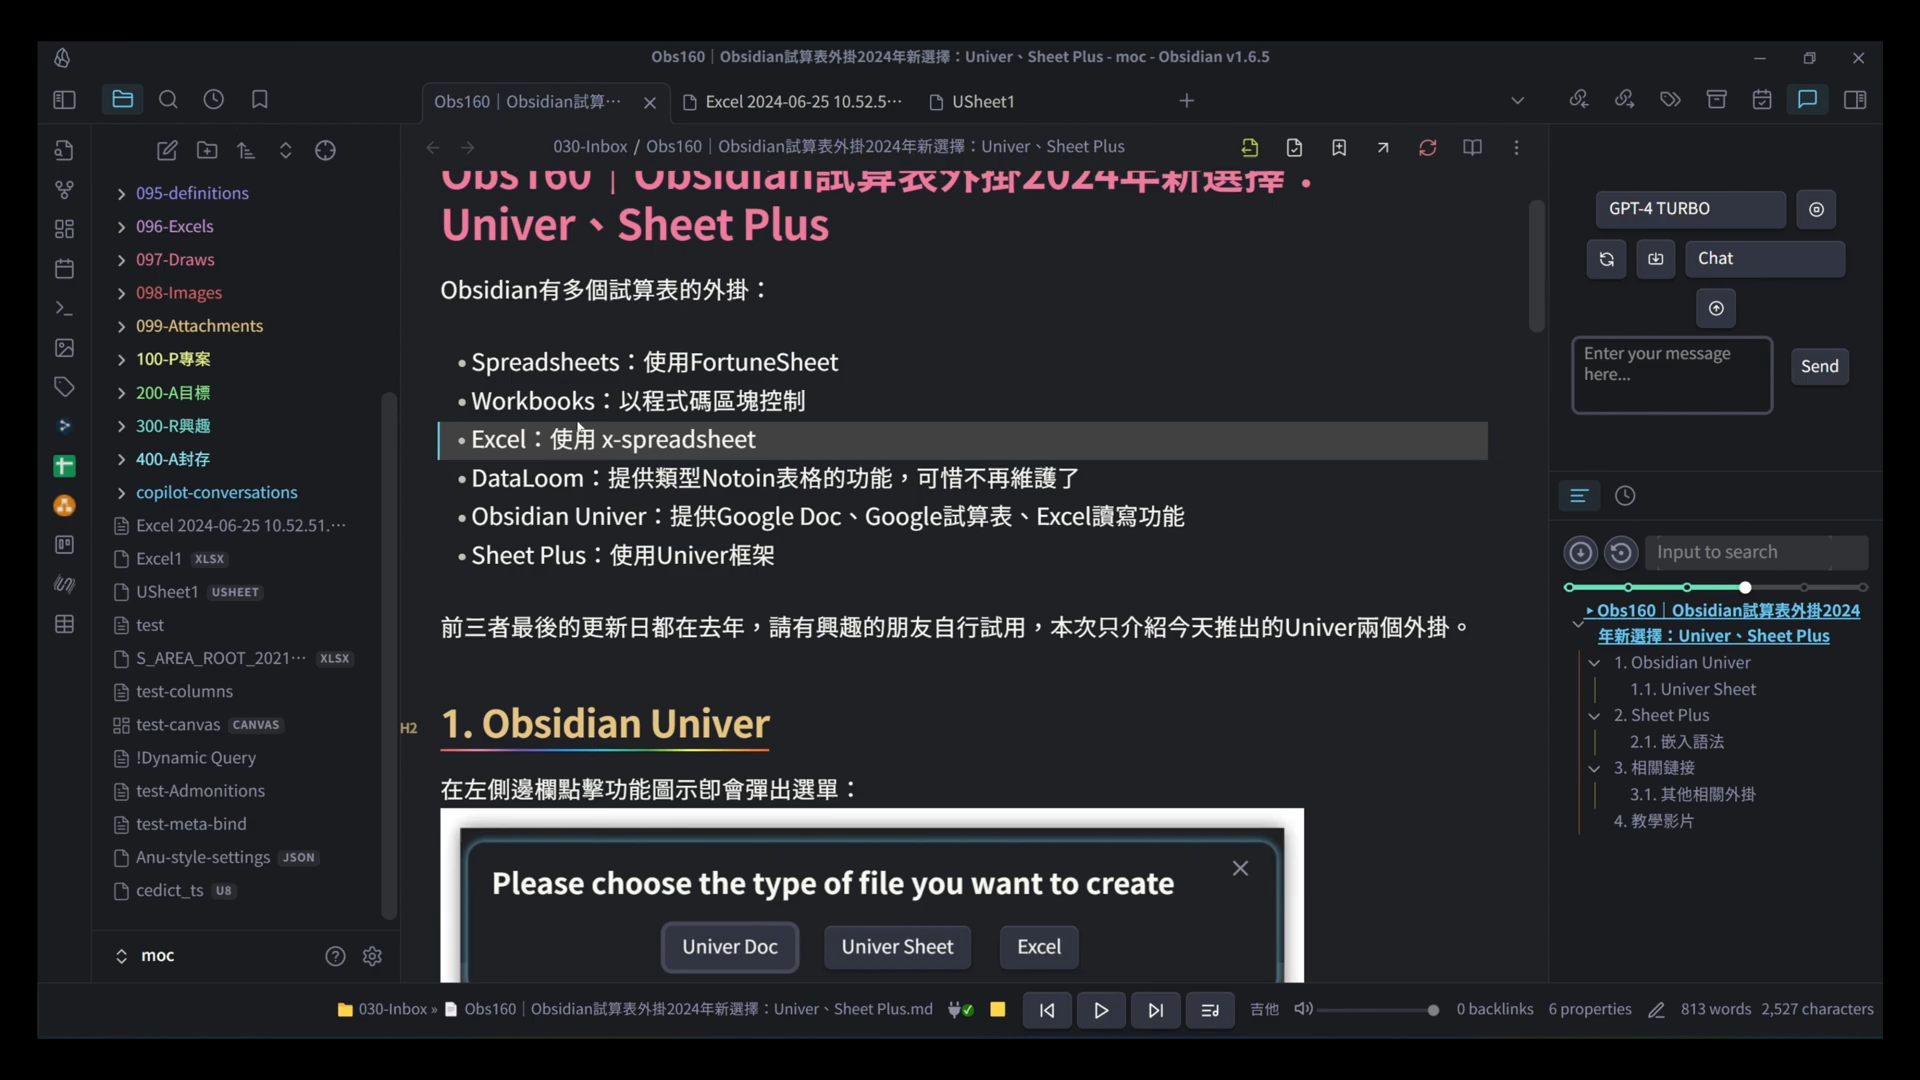 Obs160｜Obsidian試算表外掛2024年新選擇：Univer、Sheet Plus - moc - Obsidian v1.6.5
Obs160｜Obsidian試算···
Excel 2024-06-25 10.52.5···
USheet1
030-Inbox / Obs160｜Obsidian試算表外掛2024年新選擇：Univer、Sheet Plus
095-definitions
096-Excels
097-Draws
098-Images
099-Attachments
100-P專案
200-A目標
300-R興趣
400-A封存
copilot-conversations
Excel 2024-06-25 10.52.51.···
Excel1 XLSX
USheet1 USHEET
test
S_AREA_ROOT_2021··· XLSX
test-columns
test-canvas CANVAS
!Dynamic Query
test-Admonitions
test-meta-bind
Anu-style-settings JSON
cedict_ts U8
moc
Obs160｜Obsidian試算表外掛2024年新選擇：
Univer、Sheet Plus
Obsidian有多個試算表的外掛：
• Spreadsheets：使用FortuneSheet
• Workbooks：以程式碼區塊控制
• Excel：使用 x-spreadsheet
• DataLoom：提供類型Notoin表格的功能，可惜不再維護了
• Obsidian Univer：提供Google Doc、Google試算表、Excel讀寫功能
• Sheet Plus：使用Univer框架
前三者最後的更新日都在去年，請有興趣的朋友自行試用，本次只介紹今天推出的Univer兩個外掛。
H2
1. Obsidian Univer
在左側邊欄點擊功能圖示即會彈出選單：
Please choose the type of file you want to create
Univer Doc
Univer Sheet
Excel
GPT-4 TURBO
Chat
Enter your message
here...
Send
Input to search
Obs160｜Obsidian試算表外掛2024
年新選擇：Univer、Sheet Plus
1. Obsidian Univer
1.1. Univer Sheet
2. Sheet Plus
2.1. 嵌入語法
3. 相關鏈接
3.1. 其他相關外掛
4. 教學影片
030-Inbox » Obs160｜Obsidian試算表外掛2024年新選擇：Univer、Sheet Plus.md
吉他
0 backlinks
6 properties
813 words
2,527 characters